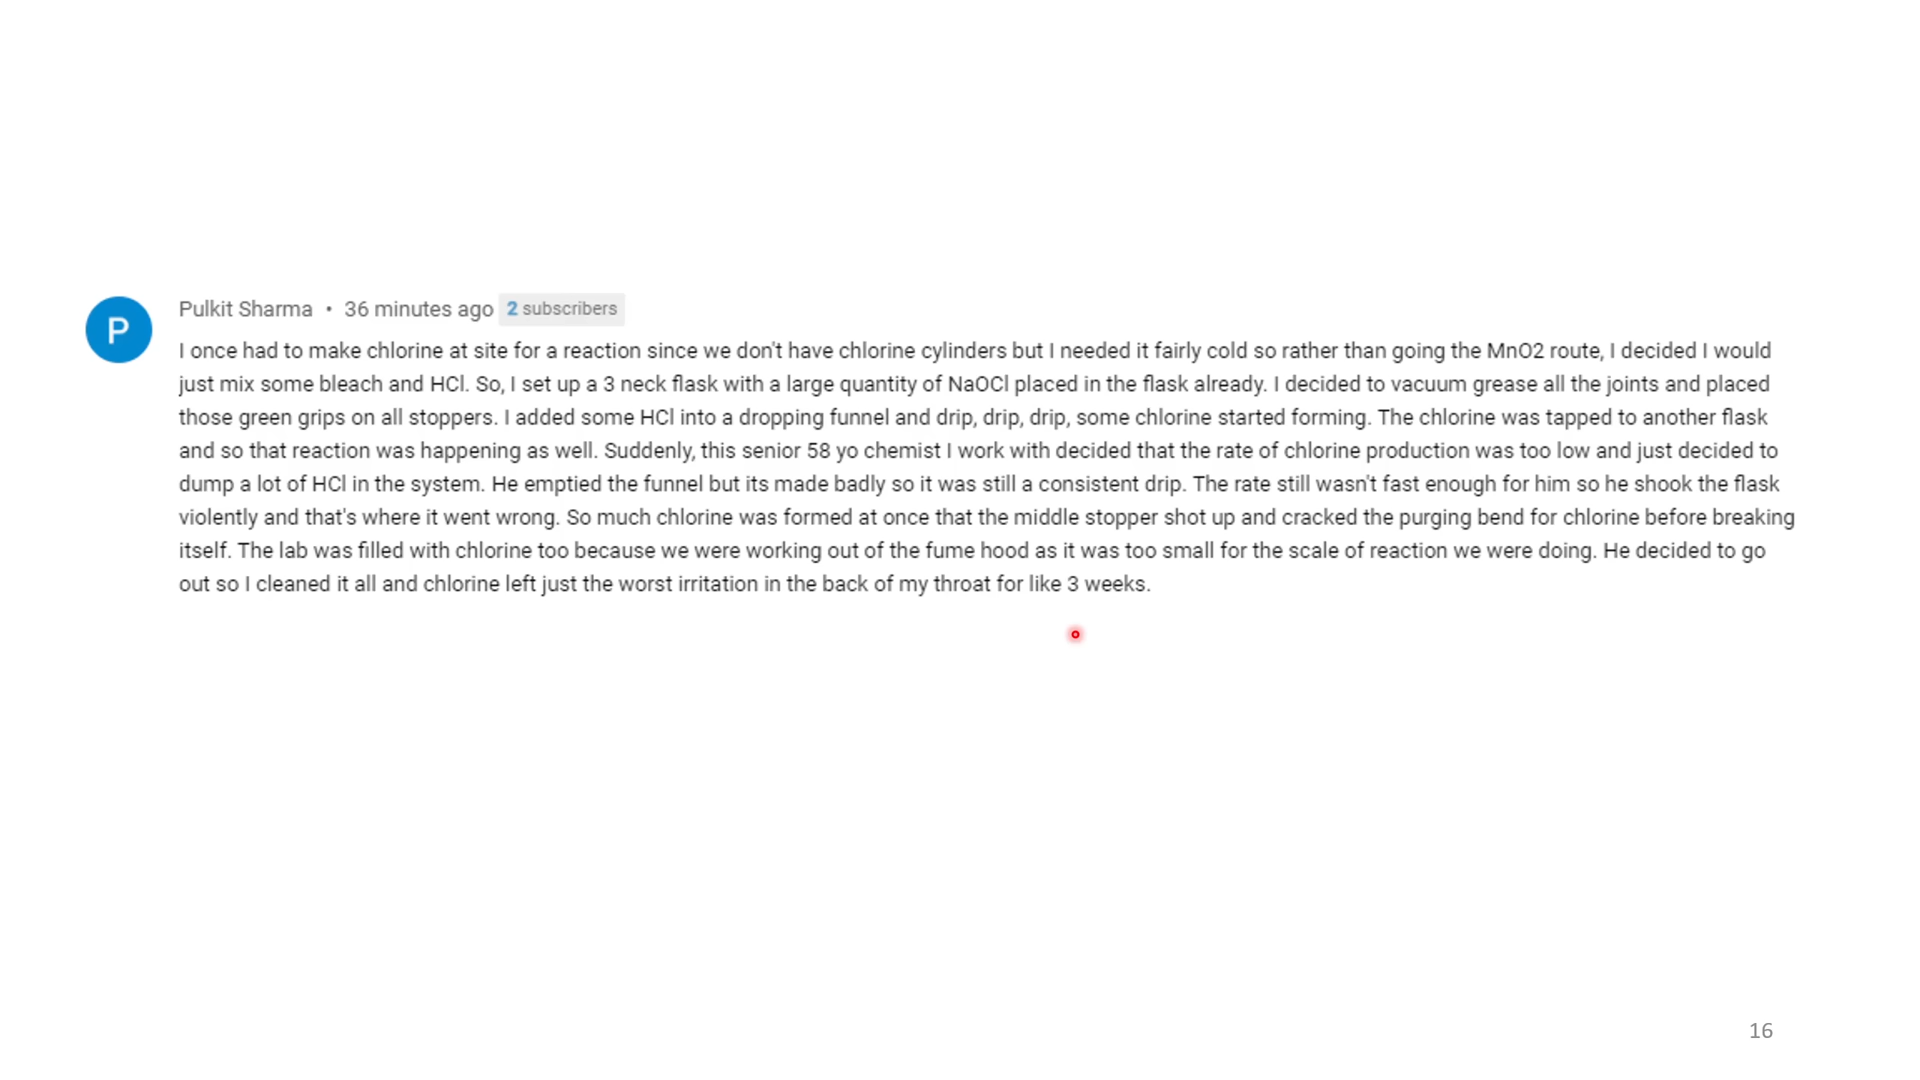 P
Pulkit Sharma • 36 minutes ago 2 subscribers
I once had to make chlorine at site for a reaction since we don't have chlorine cylinders but I needed it fairly cold so rather than going the MnO2 route, I decided I would
just mix some bleach and HCl. So, I set up a 3 neck flask with a large quantity of NaOCl placed in the flask already. I decided to vacuum grease all the joints and placed
those green grips on all stoppers. I added some HCl into a dropping funnel and drip, drip, drip, some chlorine started forming. The chlorine was tapped to another flask
and so that reaction was happening as well. Suddenly, this senior 58 yo chemist I work with decided that the rate of chlorine production was too low and just decided to
dump a lot of HCl in the system. He emptied the funnel but its made badly so it was still a consistent drip. The rate still wasn't fast enough for him so he shook the flask
violently and that's where it went wrong. So much chlorine was formed at once that the middle stopper shot up and cracked the purging bend for chlorine before breaking
itself. The lab was filled with chlorine too because we were working out of the fume hood as it was too small for the scale of reaction we were doing. He decided to go
out so I cleaned it all and chlorine left just the worst irritation in the back of my throat for like 3 weeks.
16